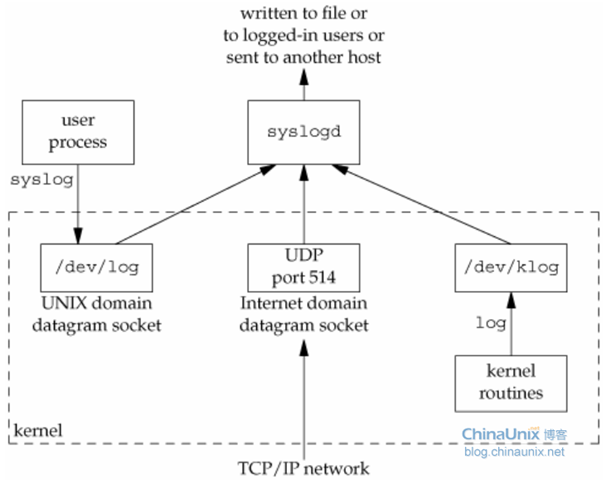 written to file or
to logged-in users or
sent to another host
user
process
syslogd
syslog
/dev/log
UNIX domain
datagram socket
UDP
port 514
Internet domain
datagram socket
/dev/klog
log
kernel
routines
kernel
TCP/IP network
ChinaUnix 博客
blog.chinaunix.net